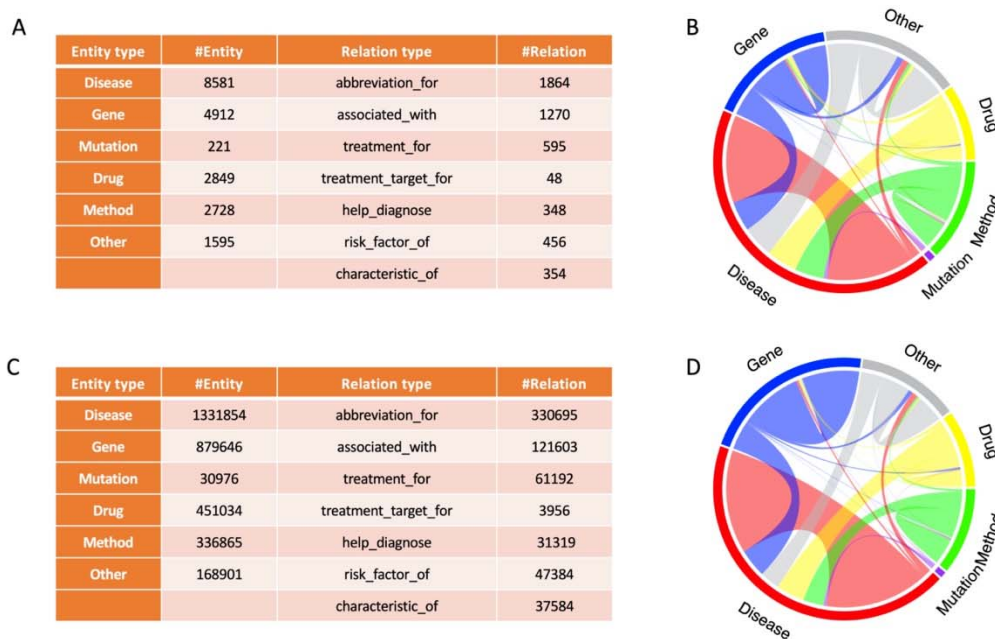 A
Entity type #Entity Relation type #Relation
Disease 8581 abbreviation_for 1864
Gene 4912 associated_with 1270
Mutation 221 treatment_for 595
Drug 2849 treatment_target_for 48
Method 2728 help_diagnose 348
Other 1595 risk_factor_of 456
characteristic_of 354
B
Gene
Other
Drug
Method
Mutation
Disease
C
Entity type #Entity Relation type #Relation
Disease 1331854 abbreviation_for 330695
Gene 879646 associated_with 121603
Mutation 30976 treatment_for 61192
Drug 451034 treatment_target_for 3956
Method 336865 help_diagnose 31319
Other 168901 risk_factor_of 47384
characteristic_of 37584
D
Gene
Other
Drug
Method
Mutation
Disease